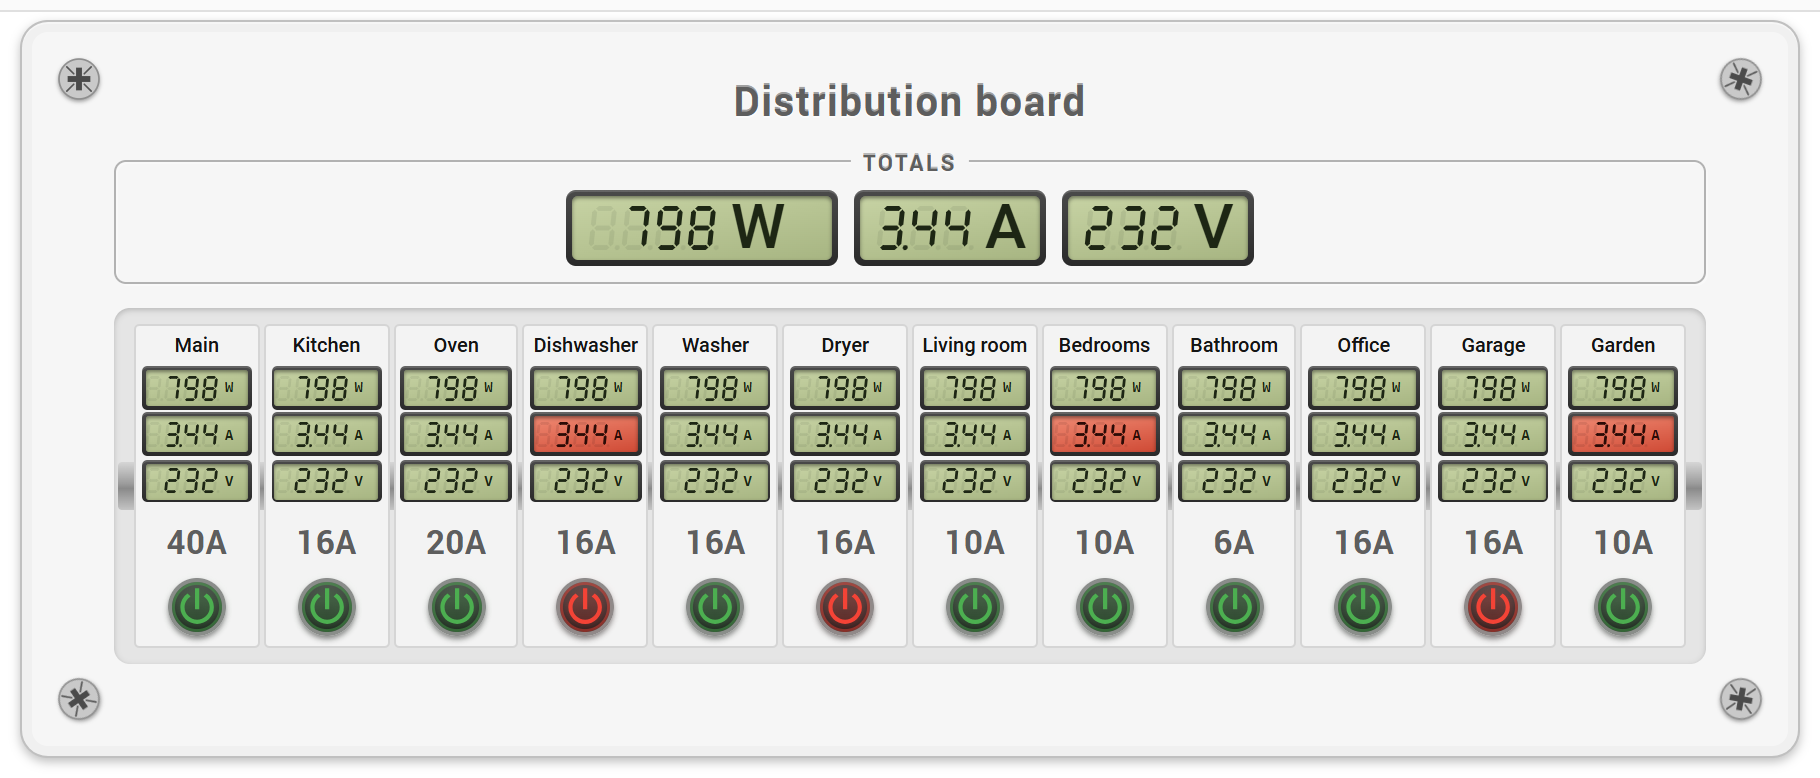 Distribution board
TOTALS
798 W 3.44 A 232 V
Main Kitchen Oven Dishwasher Washer Dryer Living room Bedrooms Bathroom Office Garage Garden
798 W 798 W 798 W 798 W 798 W 798 W 798 W 798 W 798 W 798 W 798 W 798 W
3.44 A 3.44 A 3.44 A 3.44 A 3.44 A 3.44 A 3.44 A 3.44 A 3.44 A 3.44 A 3.44 A 3.44 A
232 V 232 V 232 V 232 V 232 V 232 V 232 V 232 V 232 V 232 V 232 V 232 V
40A 16A 20A 16A 16A 16A 10A 10A 6A 16A 16A 10A